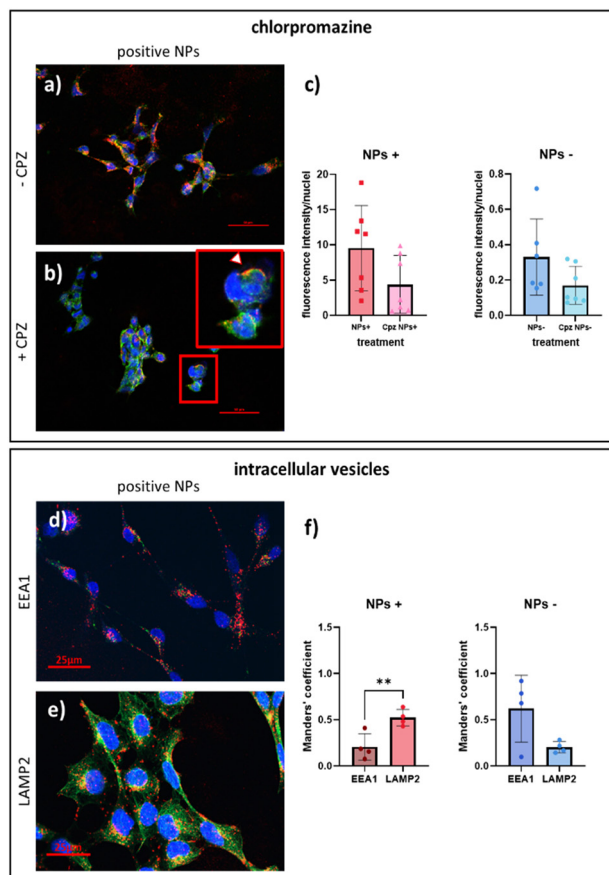 chlorpromazine
positive NPs
a)
- CPZ
b)
+ CPZ
c)
NPs +
fluorescence intensity/nuclei
20
15
10
5
0
NPs+
Cpz NPs+
treatment
NPs -
fluorescence intensity/nuclei
0.8
0.6
0.4
0.2
0.0
NPs-
Cpz NPs-
treatment
intracellular vesicles
positive NPs
d)
EEA1
25µm
e)
LAMP2
25µm
f)
NPs +
Manders' coefficient
1.5
1.0
0.5
0.0
**
EEA1
LAMP2
NPs -
Manders' coefficient
1.5
1.0
0.5
0.0
EEA1
LAMP2